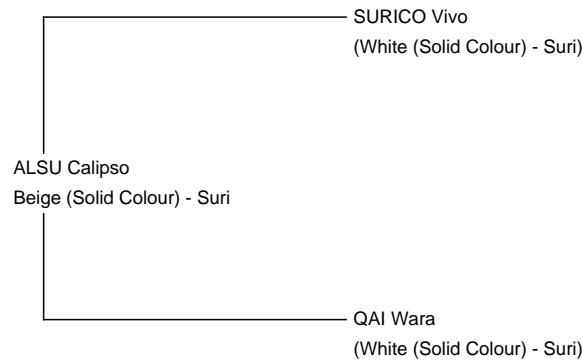 SURICO Vivo
(White (Solid Colour) - Suri)
ALSU Calipso
Beige (Solid Colour) - Suri
QAI Wara
(White (Solid Colour) - Suri)